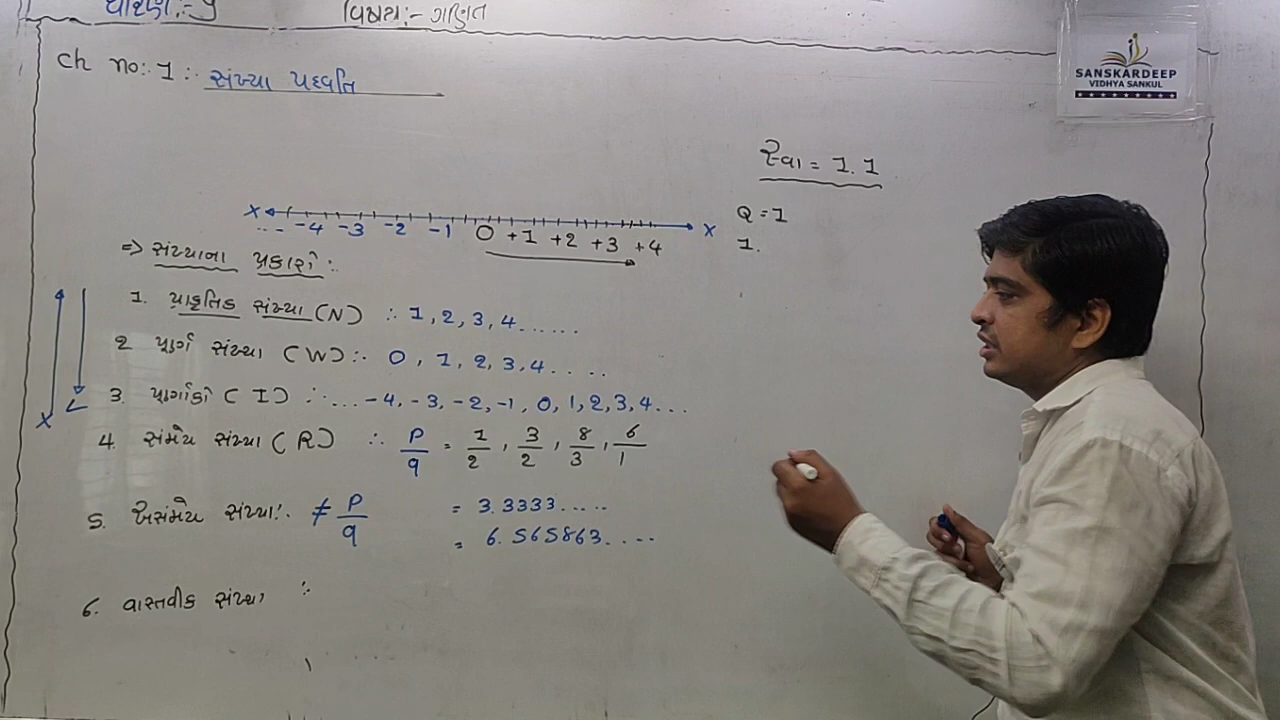 ધોરણ :- 9 વિષય :- ગણિત
Ch no: 1 : સંખ્યા પધ્ધતિ
SANSKARDEEP
VIDHYA SANKUL
સ્વા = 1.1
Q = 1
1.
X ... -4 -3 -2 -1 0 +1 +2 +3 +4 X
⇒ સંખ્યાના પ્રકારો :
1. પ્રાકૃતિક સંખ્યા (N) : 1, 2, 3, 4......
2 પૂર્ણ સંખ્યા (W) : 0, 1, 2, 3, 4....
3. પૂર્ણાંકો (I) : ... -4, -3, -2, -1, 0, 1, 2, 3, 4...
X
4. સંમેય સંખ્યા (R) ∴ P/q = 1/2, 3/2, 8/3, 6/1
5. અસંમેય સંખ્યા : ≠ P/q = 3.3333.....
= 6.565863....
6. વાસ્તવીક સંખ્યા :